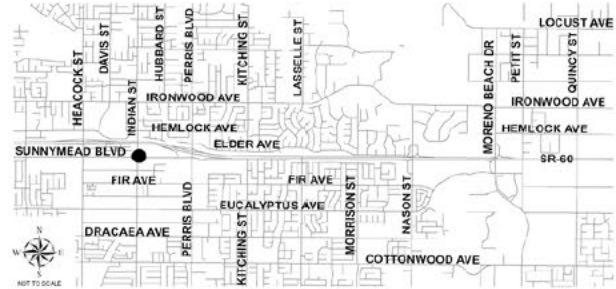 LOCUST AVE
HEACOCK ST
DAVIS ST
HUBBARD ST
PERRIS BLVD
KITCHING ST
LASSELLE ST
MORENO BEACH DR
PETIT ST
QUINCY ST
INDIAN ST
IRONWOOD AVE
IRONWOOD AVE
HEMLOCK AVE
HEMLOCK AVE
ELDER AVE
SUNNYMEAD BLVD
SR-60
FIR AVE
FIR AVE
EUCALYPTUS AVE
PERRIS BLVD
KITCHING ST
MORRISON ST
NASON ST
DRACAEA AVE
COTTONWOOD AVE
N
W
E
S
NOT TO SCALE